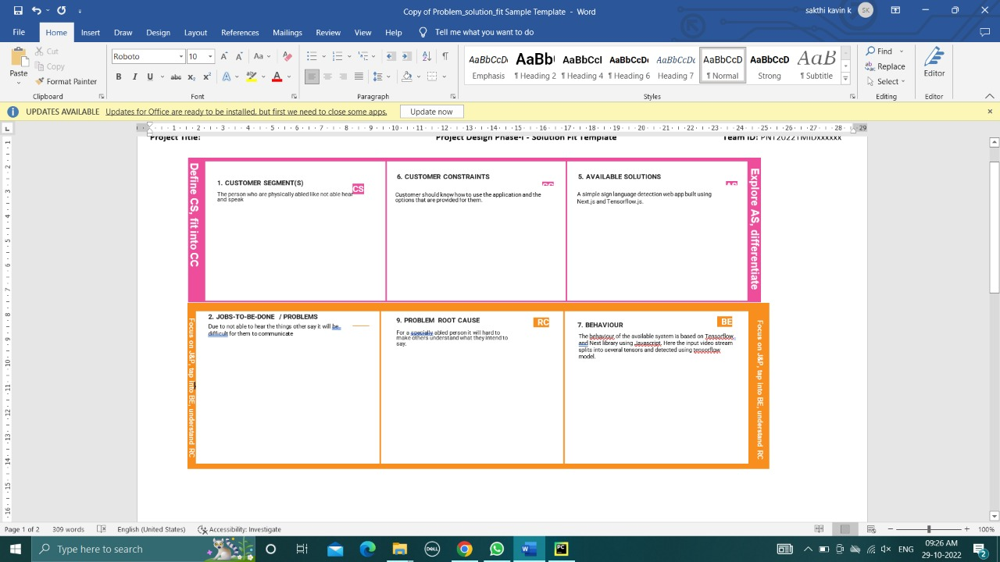 Copy of Problem_solution_fit Sample Template - Word
sakthi kavin k
File Home Insert Draw Design Layout References Mailings Review View Help Tell me what you want to do
Paste
Cut
Copy
Format Painter
Clipboard
Roboto 10
Font
Paragraph
AaBbCcDı AaBb( AaBbCcI AaBbCcDı AaBbCcDc AaBbCcD AaBbCcD AaB
Emphasis ¶ Heading 2 ¶ Heading 4 ¶ Heading 6 Heading 7 ¶ Normal Strong ¶ Subtitle
Styles
Find
Replace
Select
Editing
Editor
Editor
UPDATES AVAILABLE Updates for Office are ready to be installed, but first we need to close some apps. Update now
Project Title: Project Design Phase-I - Solution Fit Template Team ID: PNT2022TMIDxxxxxx
Define CS, fit into CC
1. CUSTOMER SEGMENT(S)
CS
The person who are physically abled like not able hear
and speak
6. CUSTOMER CONSTRAINTS
CC
Customer should know how to use the application and the
options that are provided for them.
5. AVAILABLE SOLUTIONS
AS
A simple sign language detection web app built using
Next.js and Tensorflow.js.
Explore AS, differentiate
Focus on J&P, tap into BE, understand RC
2. JOBS-TO-BE-DONE / PROBLEMS
Due to not able to hear the things other say it will be
difficult for them to communicate
9. PROBLEM ROOT CAUSE
RC
For a specially abled person it will hard to
make others understand what they intend to
say.
7. BEHAVIOUR
BE
The behaviour of the available system is based on Tensorflow
and Next library using Javascript. Here the input video stream
splits into several tensors and detected using tensorflow
model.
Focus on J&P, tap into BE, understand RC
Page 1 of 2 309 words English (United States) Accessibility: Investigate 100%
Type here to search
ENG
09:26 AM
29-10-2022
2